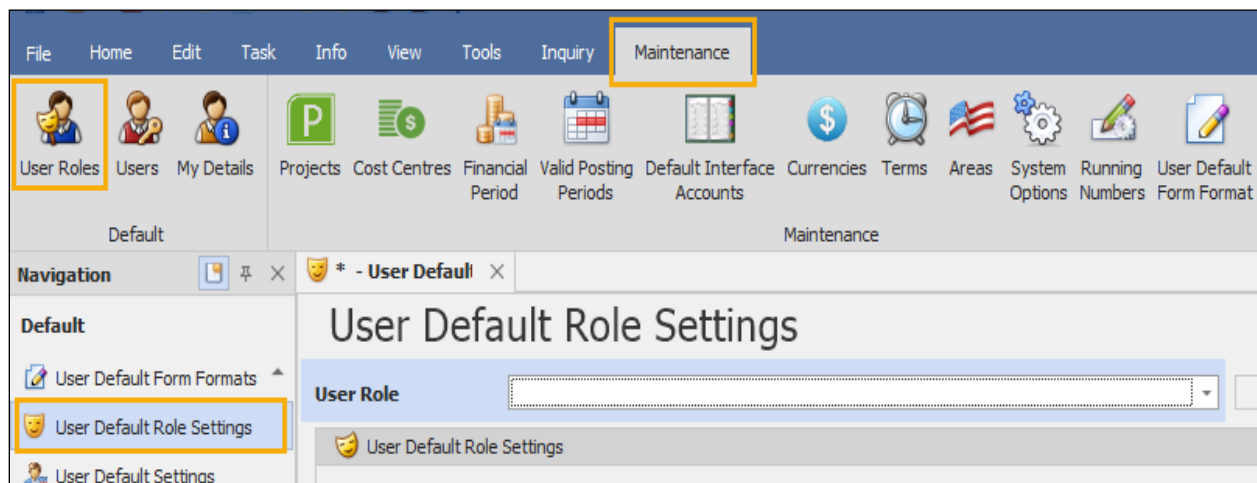 File Home Edit Task Info View Tools Inquiry Maintenance
User Roles Users My Details Projects Cost Centres Financial Period Valid Posting Periods Default Interface Accounts Currencies Terms Areas System Options Running Numbers User Default Form Format
Default Maintenance
Navigation * - User Defaul
Default
User Default Role Settings
User Default Form Formats
User Role
User Default Role Settings
User Default Role Settings
User Default Settings